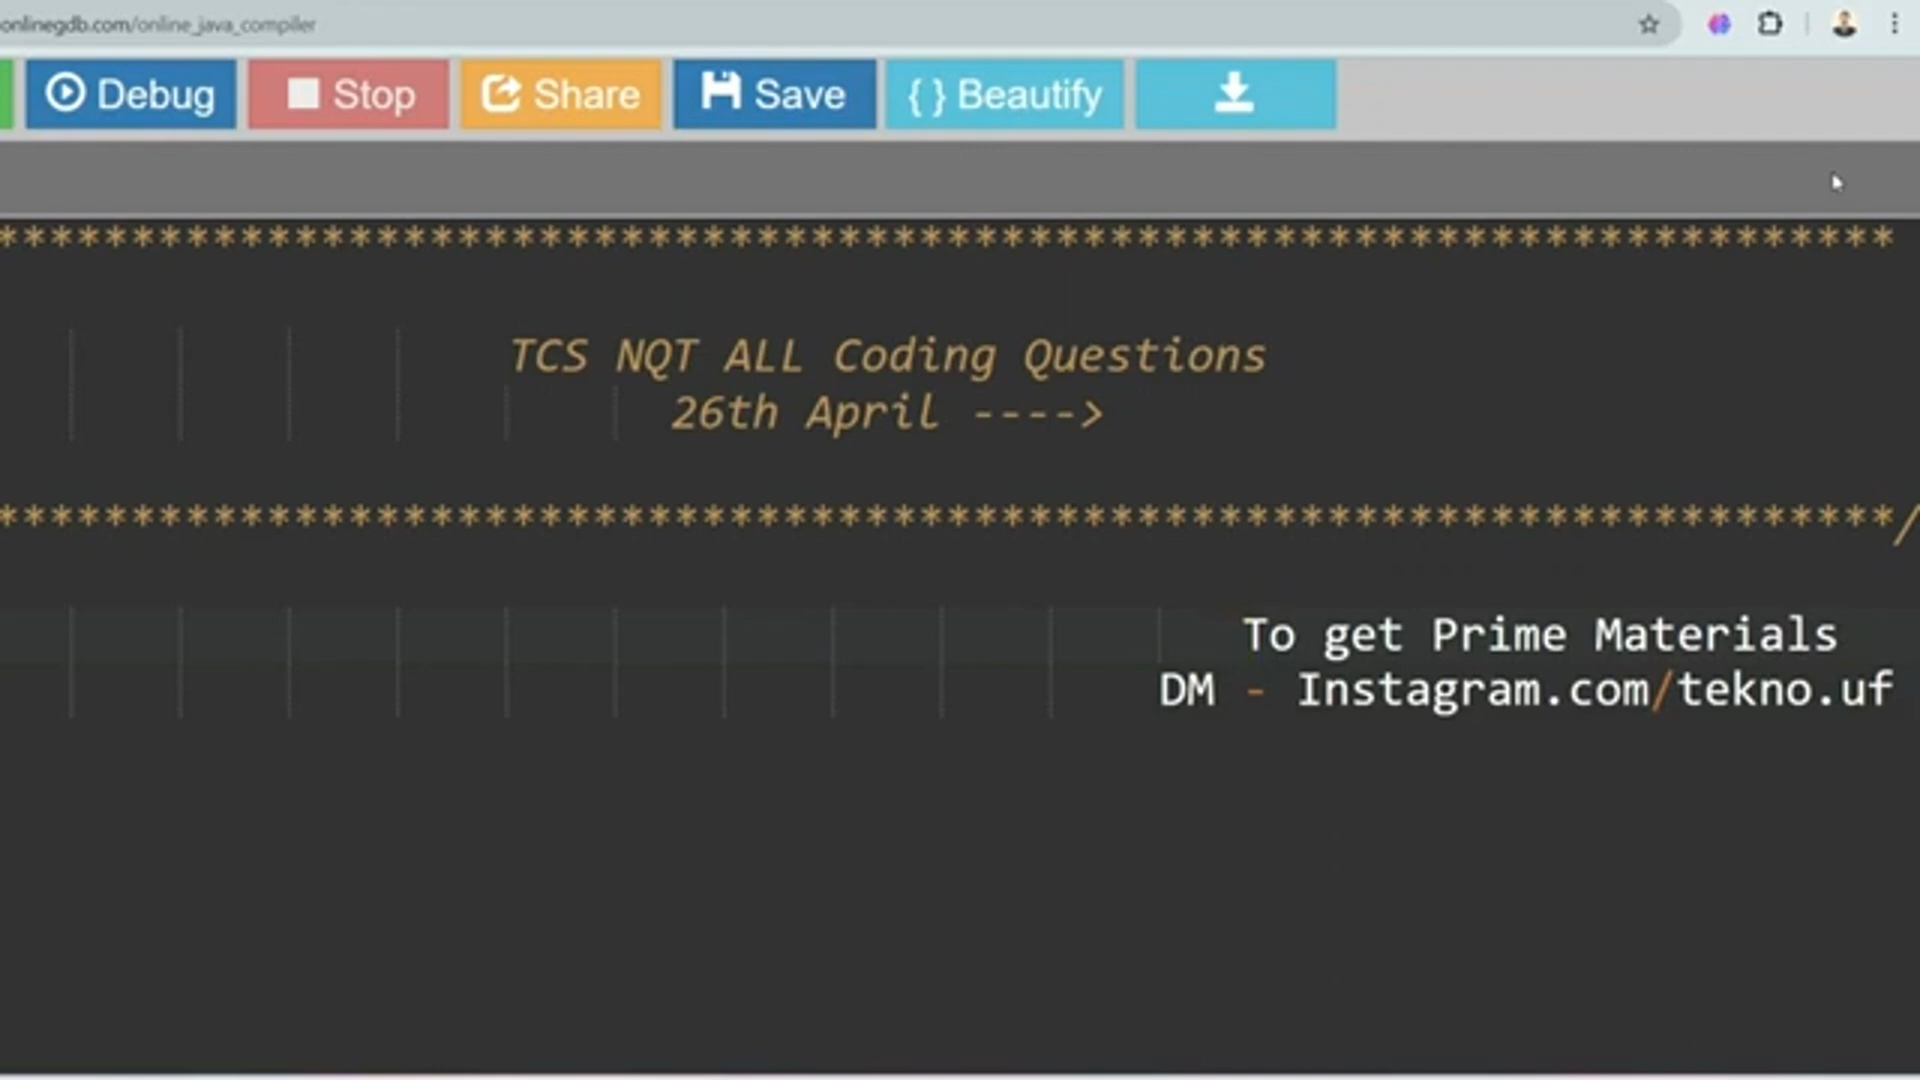 onlinegdb.com/online_java_compiler
Debug Stop Share Save { } Beautify
*********************************************************************
TCS NQT ALL Coding Questions
26th April ---->
*********************************************************************/
To get Prime Materials
DM - Instagram.com/tekno.uf